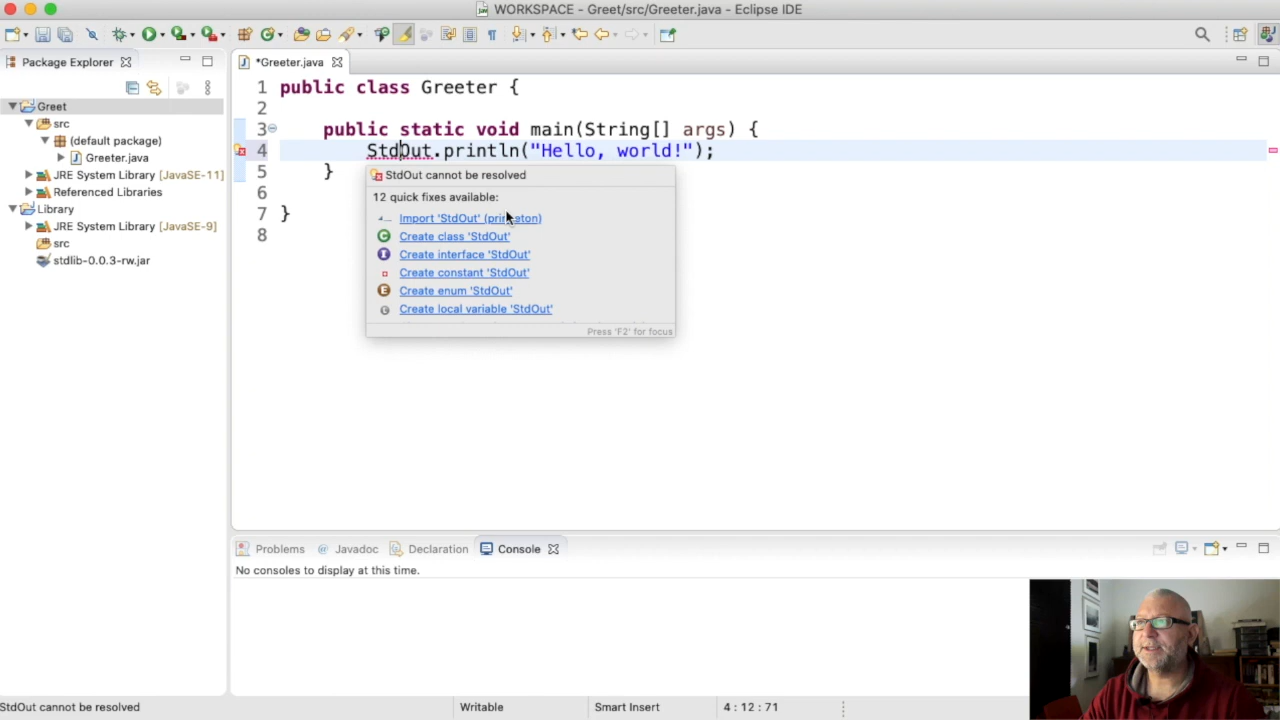 WORKSPACE - Greet/src/Greeter.java - Eclipse IDE
Package Explorer
Greet
src
(default package)
Greeter.java
JRE System Library [JavaSE-11]
Referenced Libraries
Library
JRE System Library [JavaSE-9]
src
stdlib-0.0.3-rw.jar
*Greeter.java
1 public class Greeter {
2
3 public static void main(String[] args) {
4 StdOut.println("Hello, world!");
5 }
6
7 }
8
StdOut cannot be resolved
12 quick fixes available:
Import 'StdOut' (princeton)
Create class 'StdOut'
Create interface 'StdOut'
Create constant 'StdOut'
Create enum 'StdOut'
Create local variable 'StdOut'
Press 'F2' for focus
Problems @ Javadoc Declaration Console
No consoles to display at this time.
StdOut cannot be resolved Writable Smart Insert 4 : 12 : 71